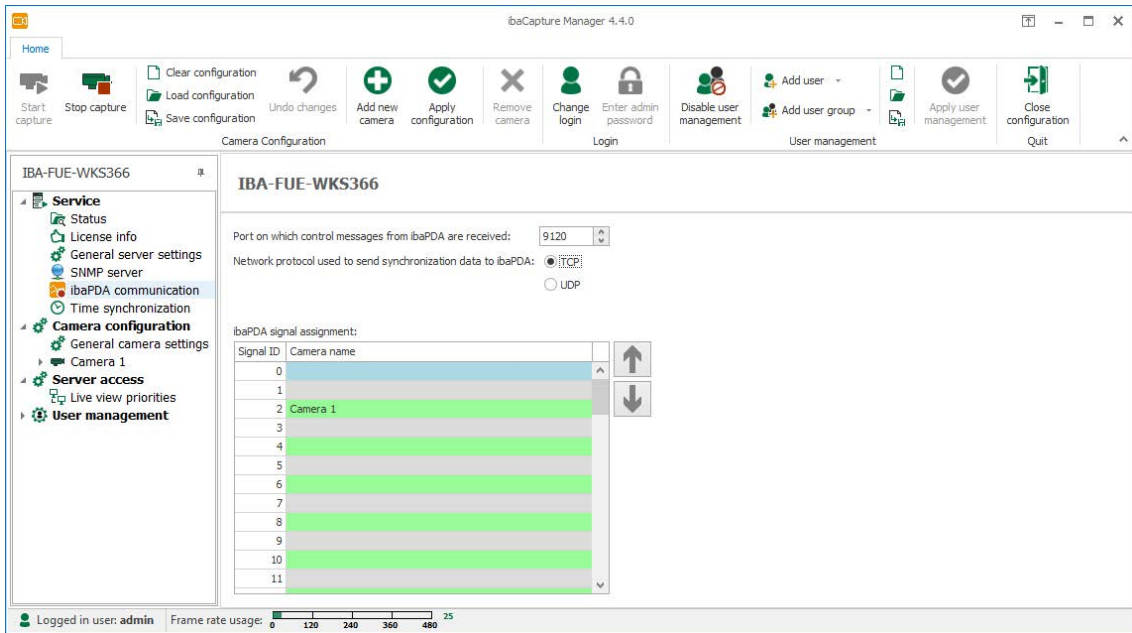 ibaCapture Manager 4.4.0
Home
Start capture
Stop capture
Clear configuration
Load configuration
Save configuration
Undo changes
Add new camera
Apply configuration
Remove camera
Camera Configuration
Change login
Enter admin password
Login
Disable user management
Add user
Add user group
Apply user management
User management
Close configuration
Quit
IBA-FUE-WKS366
Service
Status
License info
General server settings
SNMP server
ibaPDA communication
Time synchronization
Camera configuration
General camera settings
Camera 1
Server access
Live view priorities
User management
IBA-FUE-WKS366
Port on which control messages from ibaPDA are received: 9120
Network protocol used to send synchronization data to ibaPDA: TCP
UDP
ibaPDA signal assignment:
Signal ID Camera name
0
1
2 Camera 1
3
4
5
6
7
8
9
10
11
Logged in user: admin Frame rate usage: 0 120 240 360 480 25